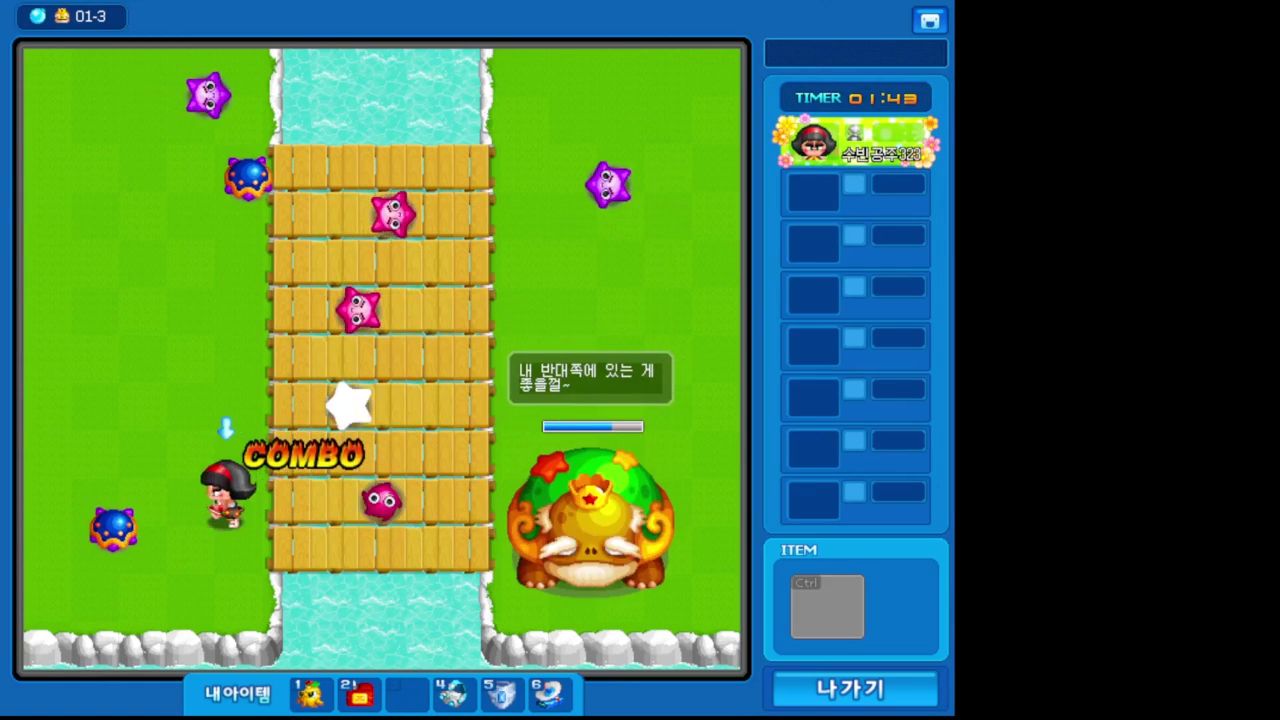 01-3
TIMER 01:43
수빈공주323
내 반대쪽에 있는 게
좋을껄~
COMBO
ITEM
Ctrl
내아이템
1
2
4
5
6
나가기